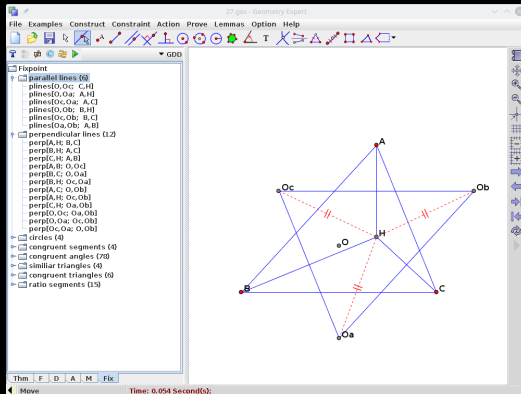 27.gex - Geometry Expert
File Examples Construct Constraint Action Prove Lemmas Option Help
GDD
Fixpoint
parallel lines (6)
plines[O,Oc; C,H]
plines[O,Oa; A,H]
plines[Oc,Oa; A,C]
plines[O,Ob; B,H]
plines[Oc,Ob; B,C]
plines[Oa,Ob; A,B]
perpendicular lines (12)
perp[A,H; B,C]
perp[B,H; A,C]
perp[C,H; A,B]
perp[A,B; O,Oc]
perp[B,C; O,Oa]
perp[B,H; Oc,Oa]
perp[A,C; O,Ob]
perp[A,H; Oc,Ob]
perp[C,H; Oa,Ob]
perp[O,Oc; Oa,Ob]
perp[O,Oa; Oc,Ob]
perp[Oc,Oa; O,Ob]
circles (4)
congruent segments (4)
congruent angles (78)
similiar triangles (4)
congruent triangles (6)
ratio segments (15)
A
Oc
Ob
H
O
B
C
Oa
Thm F D A M Fix
Move Time: 0.054 Second(s);